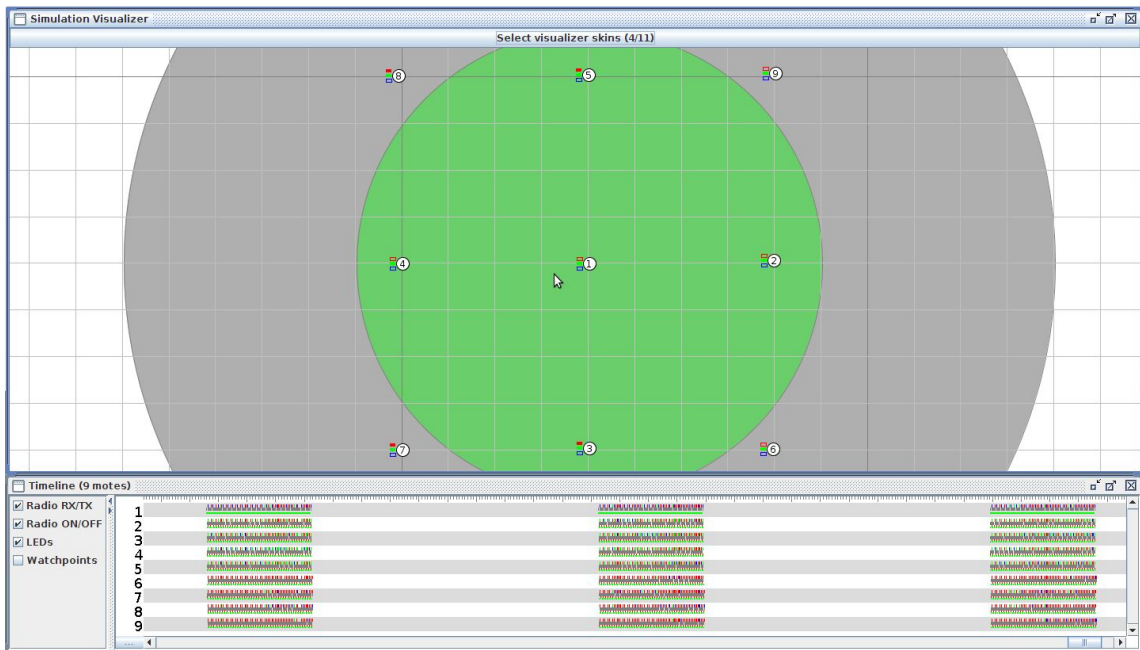 Simulation Visualizer
Select visualizer skins (4/11)
8 5 9
4 1 2
7 3 6
Timeline (9 motes)
Radio RX/TX
Radio ON/OFF
LEDs
Watchpoints
1
2
3
4
5
6
7
8
9
...